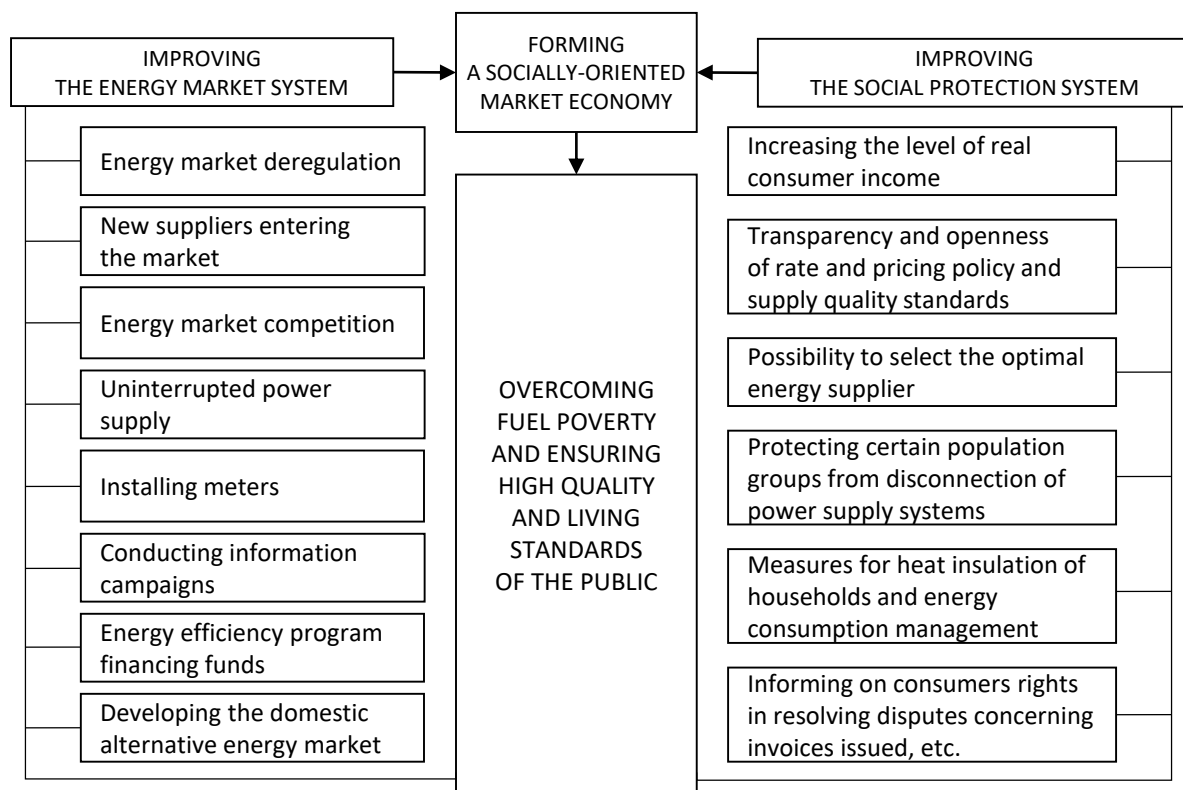 IMPROVING
THE ENERGY MARKET SYSTEM
FORMING
A SOCIALLY-ORIENTED
MARKET ECONOMY
IMPROVING
THE SOCIAL PROTECTION SYSTEM
Energy market deregulation
New suppliers entering
the market
Energy market competition
Uninterrupted power
supply
Installing meters
Conducting information
campaigns
Energy efficiency program
financing funds
Developing the domestic
alternative energy market
OVERCOMING
FUEL POVERTY
AND ENSURING
HIGH QUALITY
AND LIVING
STANDARDS
OF THE PUBLIC
Increasing the level of real
consumer income
Transparency and openness
of rate and pricing policy and
supply quality standards
Possibility to select the optimal
energy supplier
Protecting certain population
groups from disconnection of
power supply systems
Measures for heat insulation of
households and energy
consumption management
Informing on consumers rights
in resolving disputes concerning
invoices issued, etc.